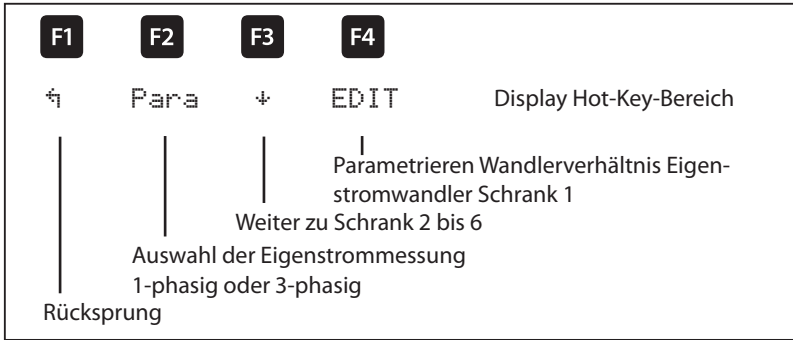 F1 F2 F3 F4
↰ Para ↓ EDIT Display Hot-Key-Bereich
Parametrieren Wandlerverhältnis Eigen-
stromwandler Schrank 1
Weiter zu Schrank 2 bis 6
Auswahl der Eigenstrommessung
1-phasig oder 3-phasig
Rücksprung